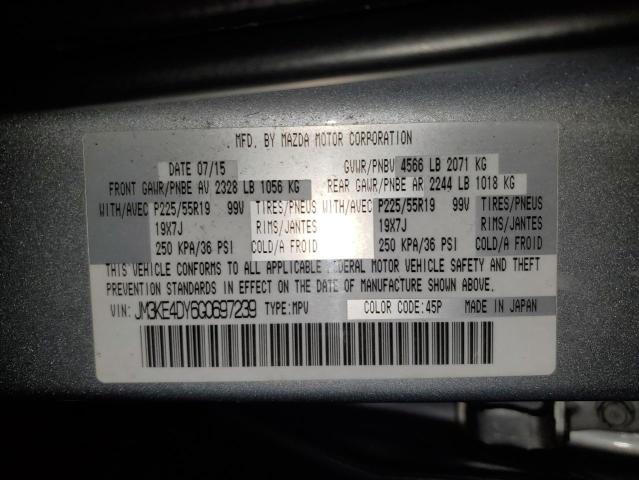 MFD. BY MAZDA MOTOR CORPORATION
DATE 07/15 GVWR/PNBV 4566 LB 2071 KG
FRONT GAWR/PNBE AV 2328 LB 1056 KG REAR GAWR/PNBE AR 2244 LB 1018 KG
WITH/AVEC P225/55R19 99V TIRES/PNEUS WITH/AVEC P225/55R19 99V TIRES/PNEUS
19X7J RIMS/JANTES 19X7J RIMS/JANTES
250 KPA/36 PSI COLD/A FROID 250 KPA/36 PSI COLD/A FROID
THIS VEHICLE CONFORMS TO ALL APPLICABLE DERAL MOTOR VEHICLE SAFETY AND THEFT
PREVENTION STANDARDS IN EFFECT ON THE DATE OF MANUFACTURE SHOWN ABOVE.
VIN: JM3KE4DY6G0697239 TYPE:MPV COLOR CODE:45P MADE IN JAPAN